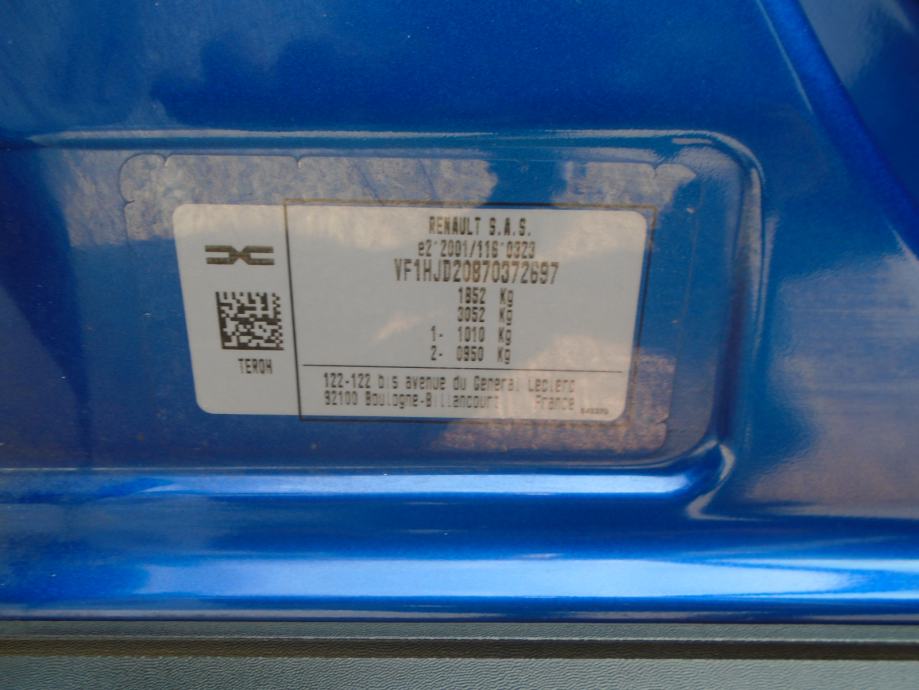 RENAULT S.A.S.
e2*2001/116*0323
VF1HJD20870372697
1852 Kg
3052 Kg
1- 1010 Kg
2- 0950 Kg
TEROH
122-122 bis avenue du General Leclerc
92100 Boulogne-Billancourt France